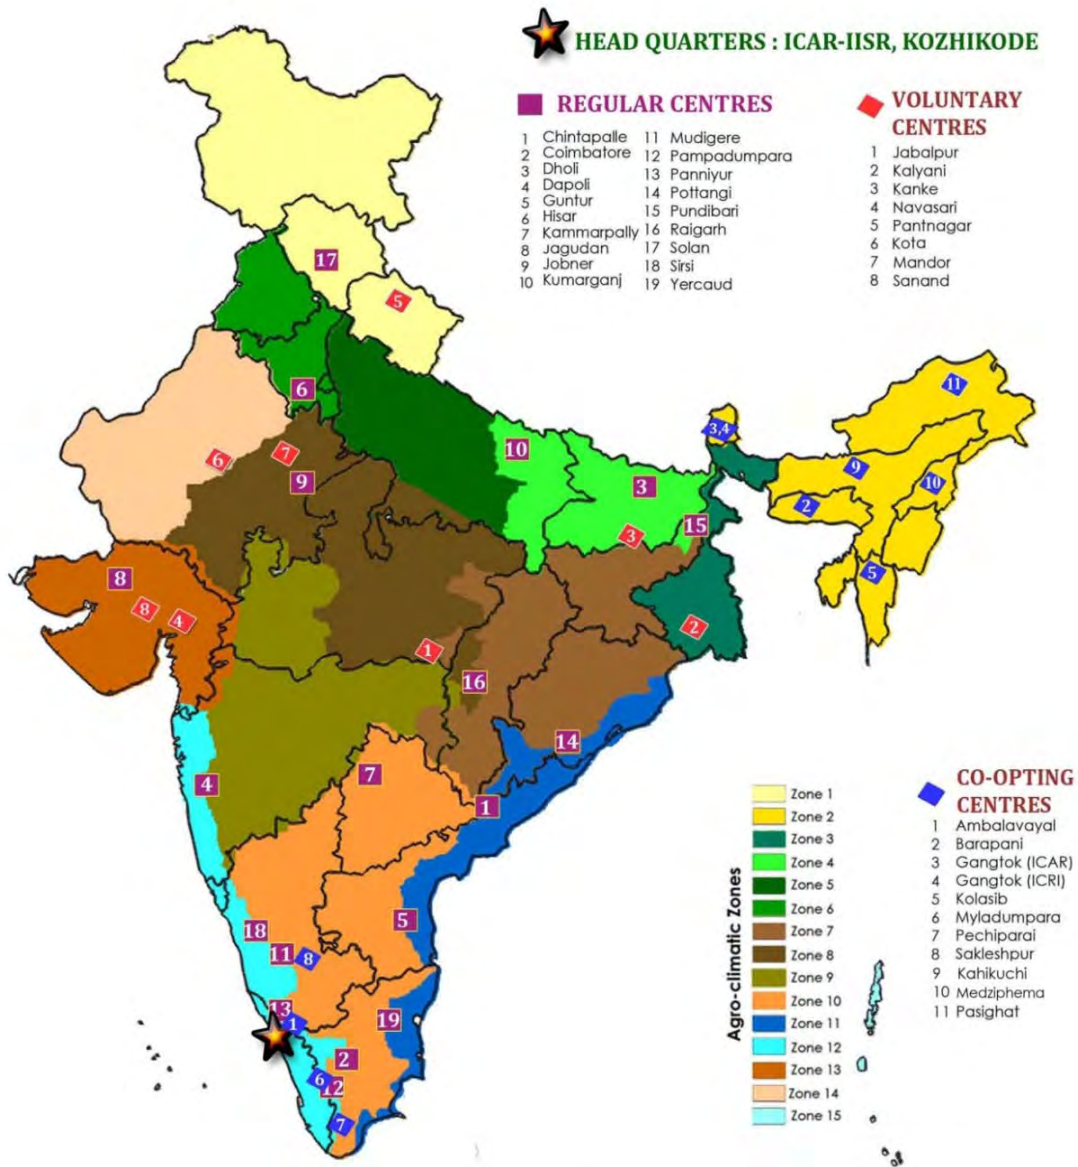 HEAD QUARTERS : ICAR-IISR, KOZHIKODE
REGULAR CENTRES
1 Chintapalle
2 Coimbatore
3 Dholi
4 Dapoli
5 Guntur
6 Hisar
7 Kammarpally
8 Jagudan
9 Jobner
10 Kumarganj
11 Mudigere
12 Pampadumpara
13 Panniyur
14 Pottangi
15 Pundibari
16 Raigarh
17 Solan
18 Sirsi
19 Yercaud
VOLUNTARY
CENTRES
1 Jabalpur
2 Kalyani
3 Kanke
4 Navasari
5 Pantnagar
6 Kota
7 Mandor
8 Sanand
17
5
6
11
3,4
10
6
7
9
9
3
10
2
15
3
8
5
8
4
2
1
16
14
4
7
1
5
18
11
8
13
1
19
2
6
12
7
Agro-climatic Zones
Zone 1
Zone 2
Zone 3
Zone 4
Zone 5
Zone 6
Zone 7
Zone 8
Zone 9
Zone 10
Zone 11
Zone 12
Zone 13
Zone 14
Zone 15
CO-OPTING
CENTRES
1 Ambalavayal
2 Barapani
3 Gangtok (ICAR)
4 Gangtok (ICRI)
5 Kolasib
6 Myladumpara
7 Pechiparai
8 Sakleshpur
9 Kahikuchi
10 Medziphema
11 Pasighat